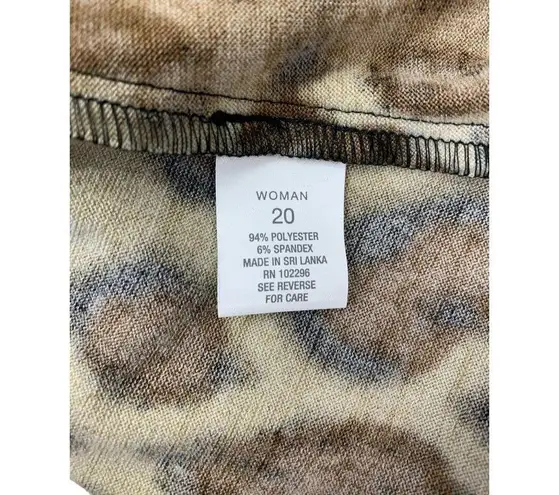 WOMAN
20
94% POLYESTER
6% SPANDEX
MADE IN SRI LANKA
RN 102296
SEE REVERSE
FOR CARE